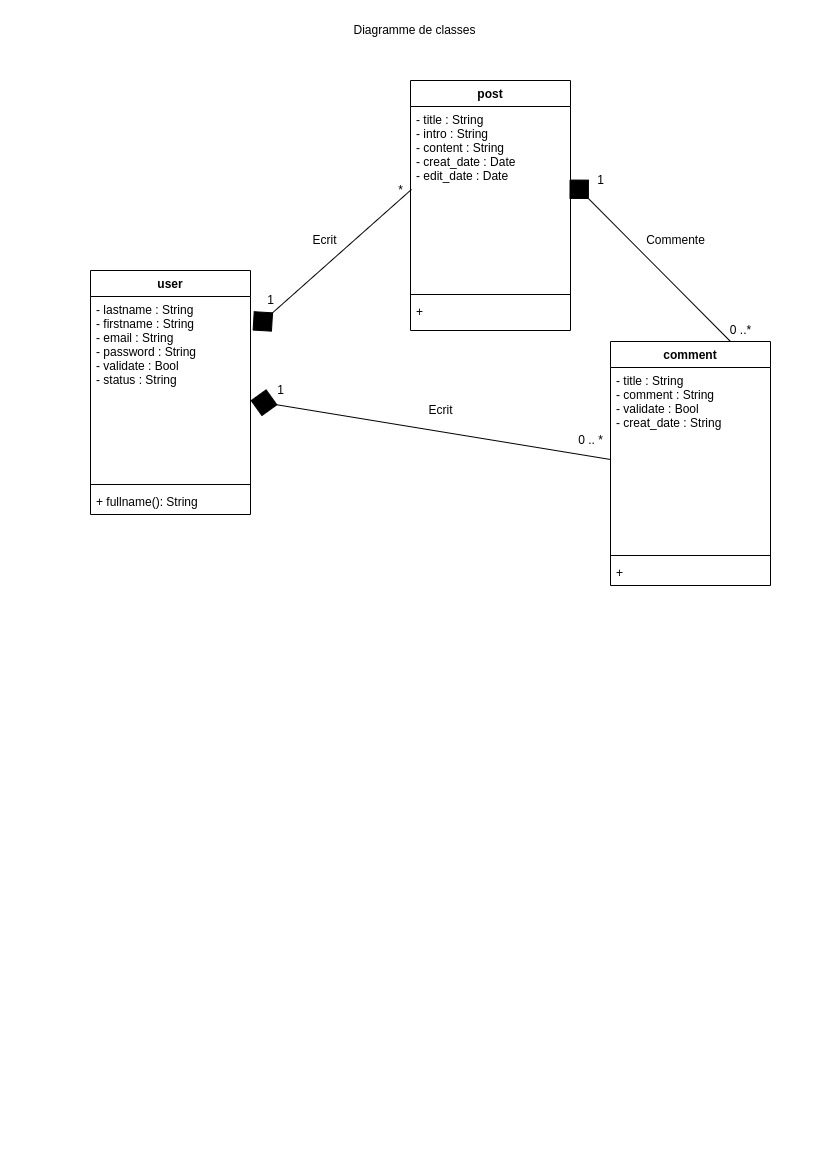 Diagramme de classes
post
- title : String
- intro : String
- content : String
- creat_date : Date
- edit_date : Date
+
*
1
Ecrit
Commente
user
- lastname : String
- firstname : String
- email : String
- password : String
- validate : Bool
- status : String
+ fullname(): String
1
1
Ecrit
0 .. *
0 ..*
comment
- title : String
- comment : String
- validate : Bool
- creat_date : String
+